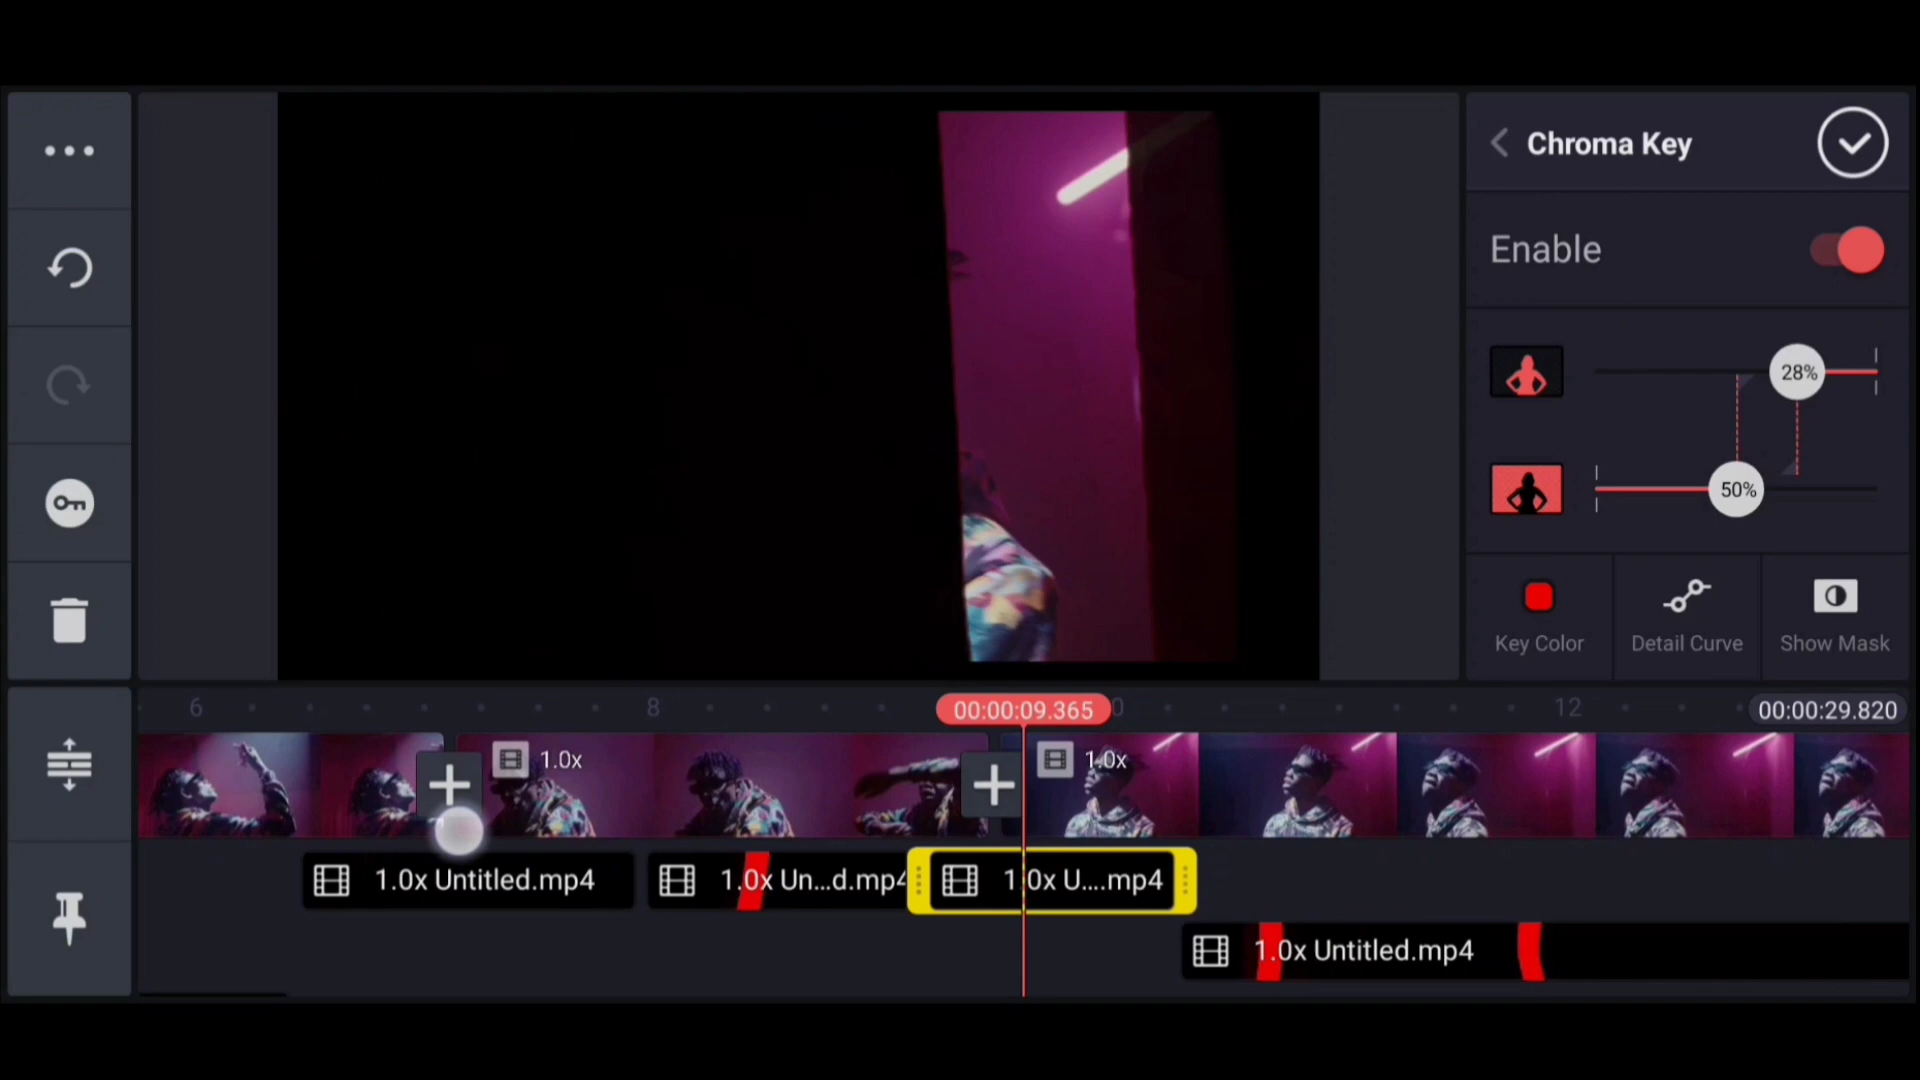 Chroma Key
Enable
28%
50%
Key Color
Detail Curve
Show Mask
6
8
00:00:09.365
0
12
00:00:29.820
1.0x
1.0x
1.0x Untitled.mp4
1.0x Un...d.mp4
1.0x U....mp4
1.0x Untitled.mp4